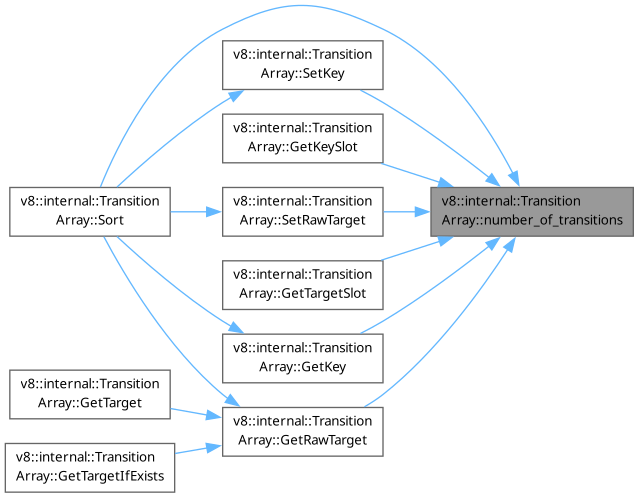 v8::internal::Transition
Array::SetKey
v8::internal::Transition
Array::GetKeySlot
v8::internal::Transition
Array::Sort
v8::internal::Transition
Array::SetRawTarget
v8::internal::Transition
Array::number_of_transitions
v8::internal::Transition
Array::GetTargetSlot
v8::internal::Transition
Array::GetKey
v8::internal::Transition
Array::GetTarget
v8::internal::Transition
Array::GetRawTarget
v8::internal::Transition
Array::GetTargetIfExists